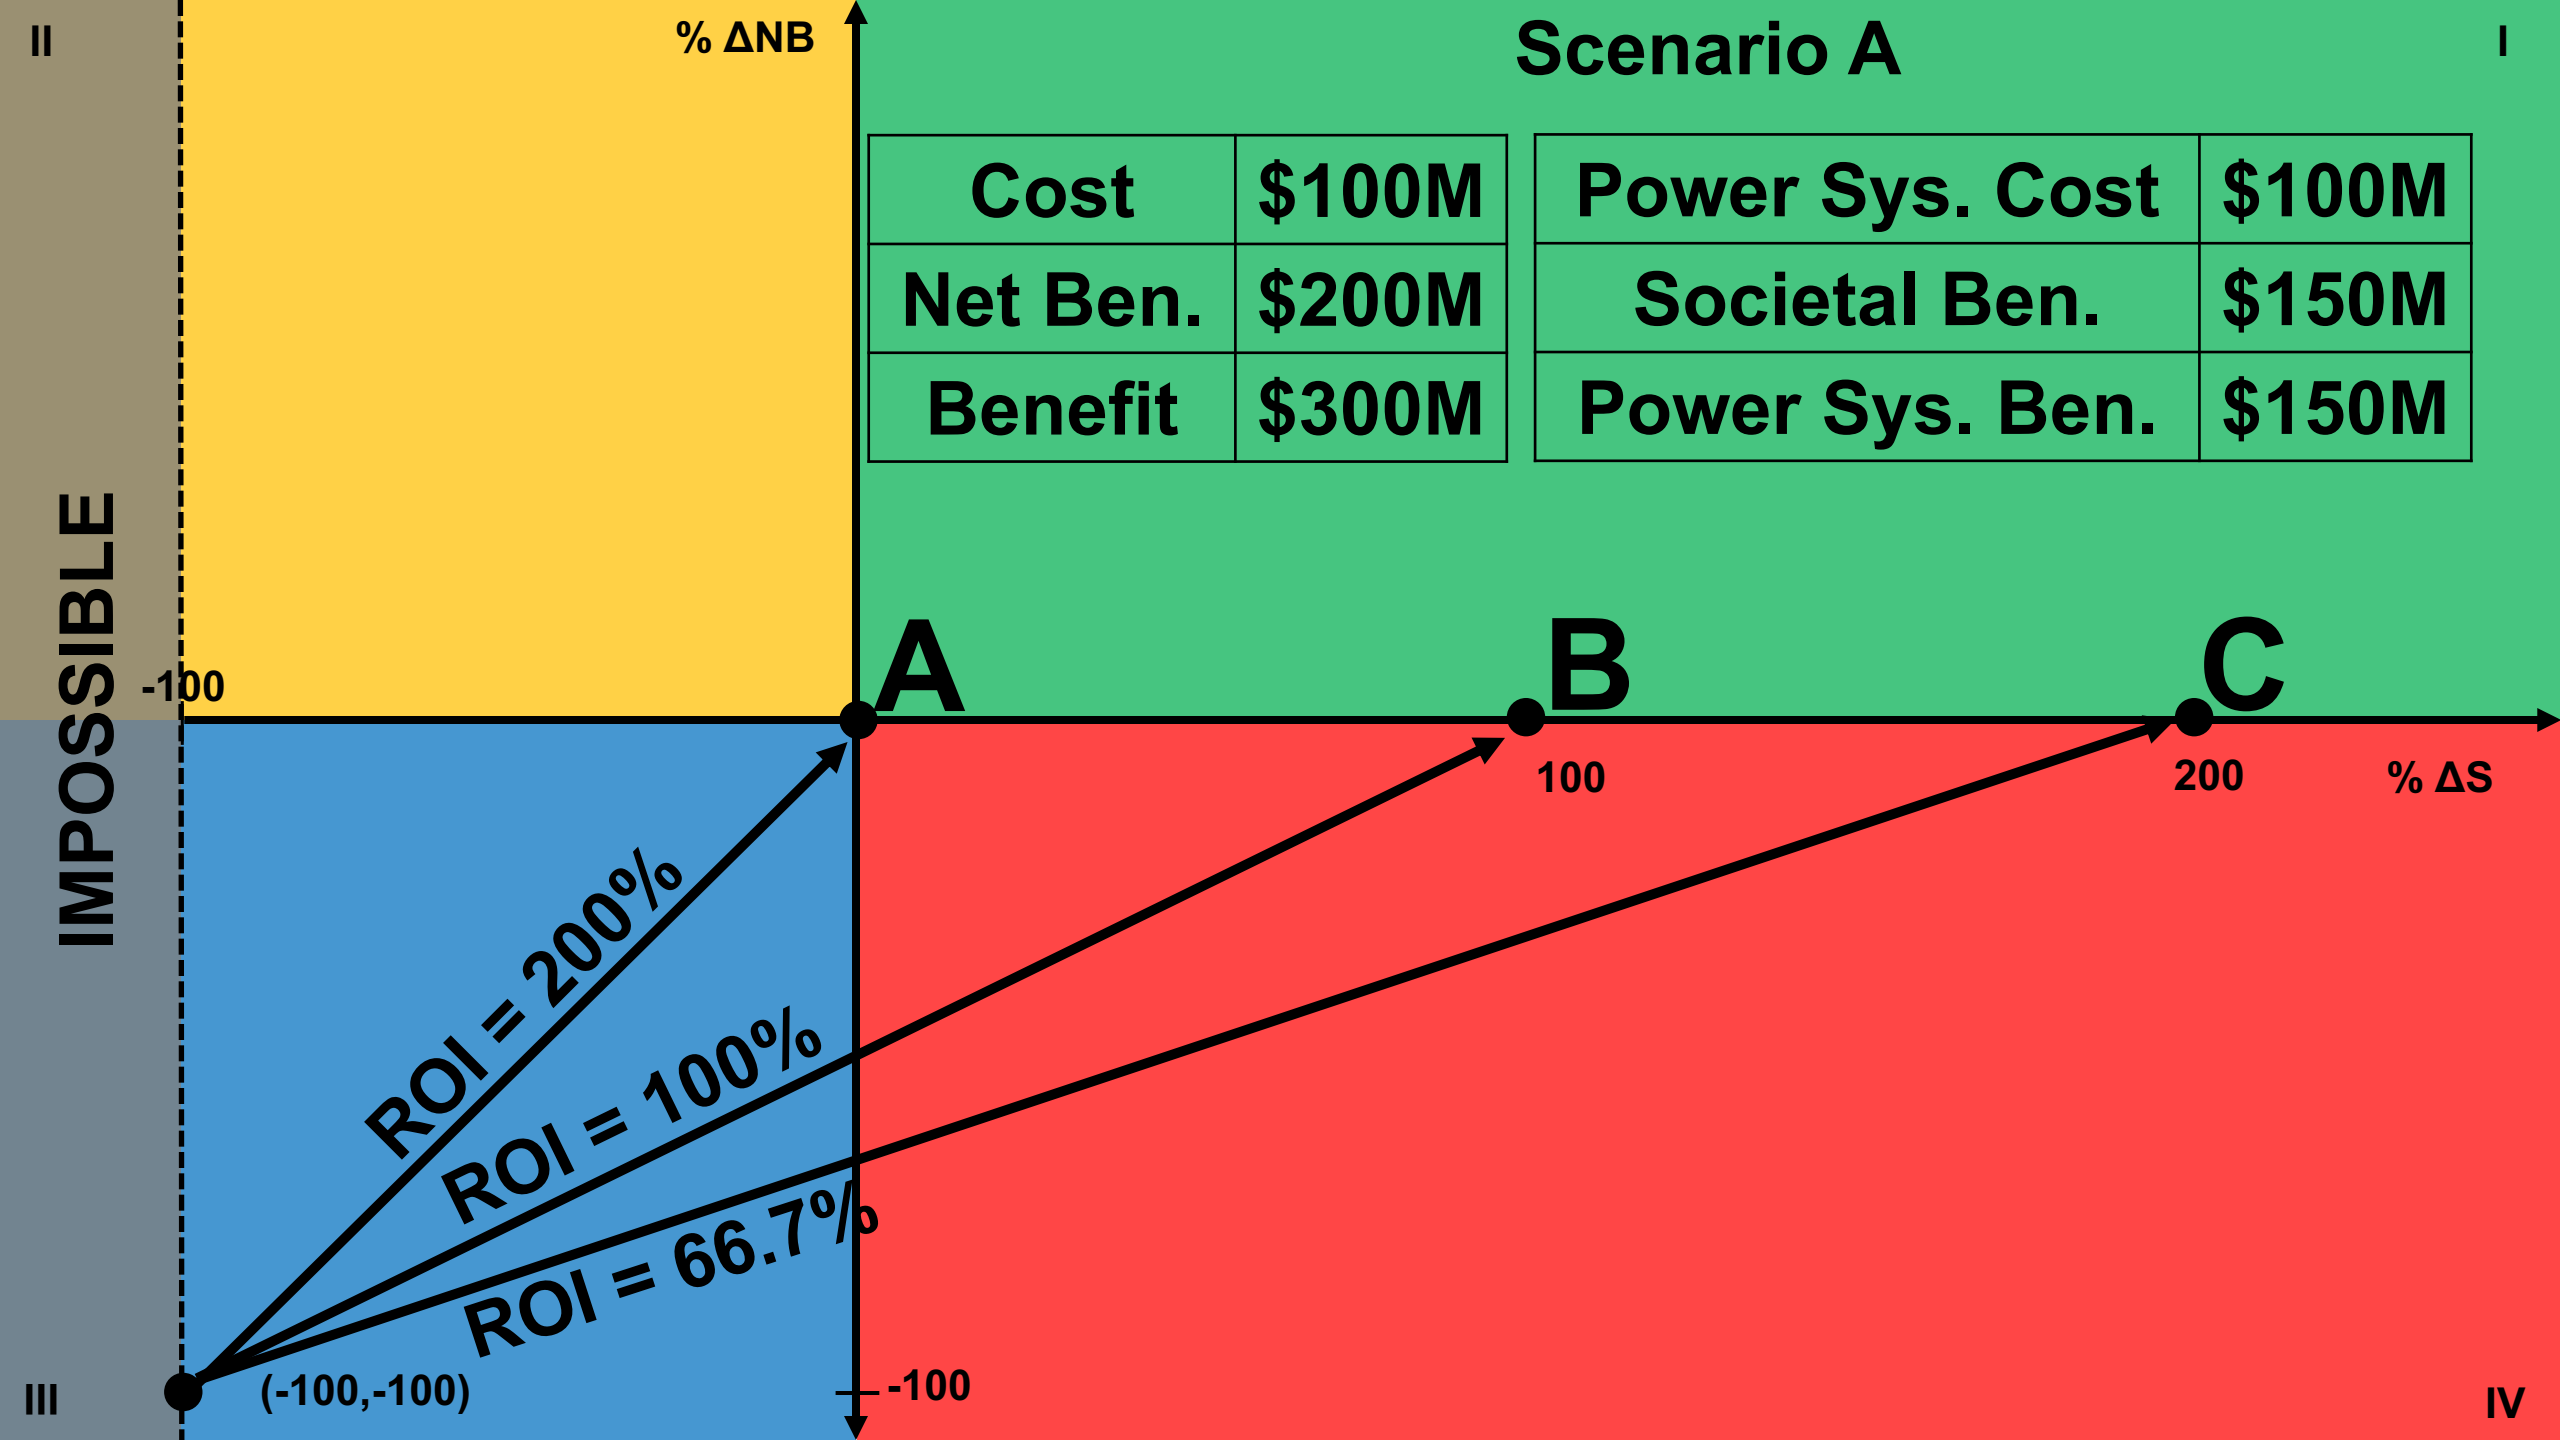 II
% ΔNB
Scenario A
I
Cost $100M
Net Ben. $200M
Benefit $300M
Power Sys. Cost $100M
Societal Ben. $150M
Power Sys. Ben. $150M
IMPOSSIBLE
-100
A
B
C
100
200
% ΔS
ROI = 200%
ROI = 100%
ROI = 66.7%
(-100,-100)
-100
III
IV